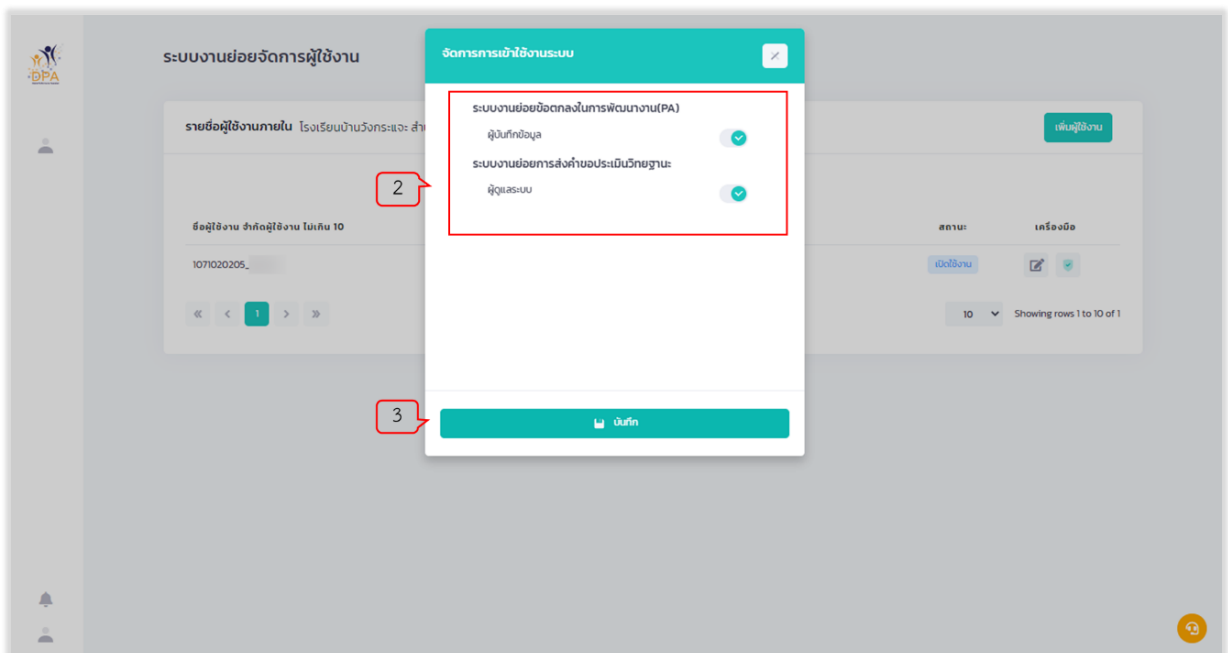 DPA
ระบบงานย่อยจัดการผู้ใช้งาน
รายชื่อผู้ใช้งานภายใน โรงเรียนบ้านวังกระแจะ
เพิ่มผู้ใช้งาน
ชื่อผู้ใช้งาน จำกัดผู้ใช้งาน ไม่เกิน 10
สถานะ
เครื่องมือ
1071020205_
เปิดใช้งาน
« < 1 > »
10
Showing rows 1 to 10 of 1
จัดการการเข้าใช้งานระบบ
ระบบงานย่อยข้อตกลงในการพัฒนางาน(PA)
ผู้บันทึกข้อมูล
ระบบงานย่อยการส่งคำขอประเมินวิทยฐานะ
ผู้ดูแลระบบ
2
3
บันทึก